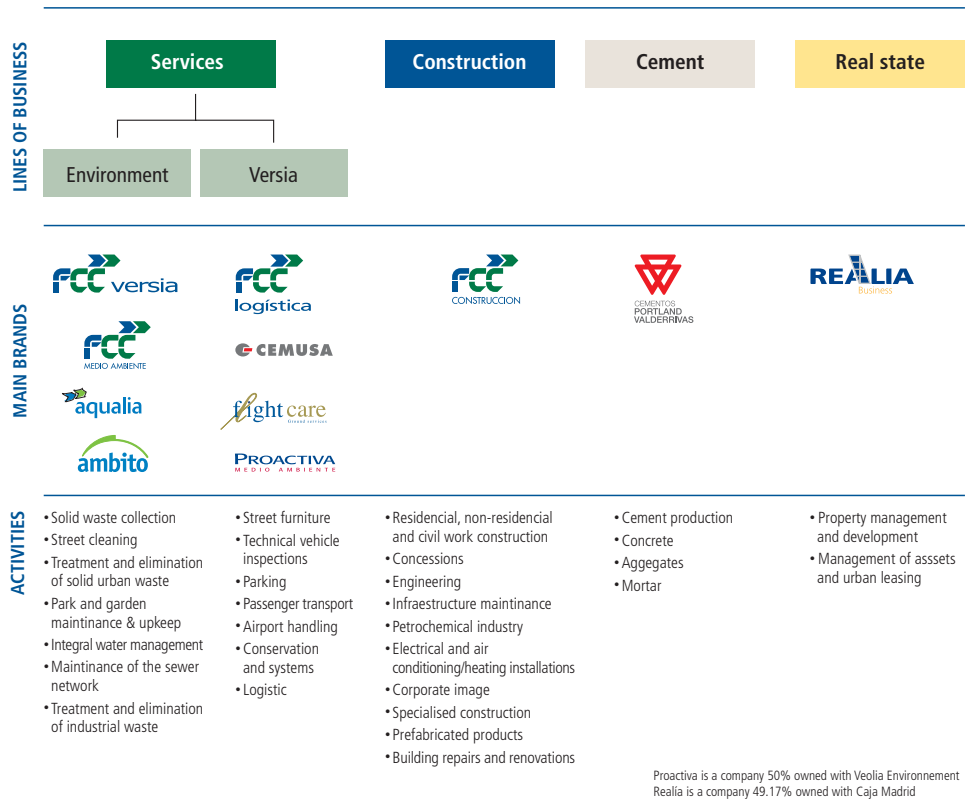 LINES OF BUSINESS
Services
Construction
Cement
Real state
Environment
Versia
MAIN BRANDS
FCC versia
FCC
MEDIO AMBIENTE
aqualia
ambito
FCC
logística
CEMUSA
flight care
Ground services
PROACTIVA
MEDIO AMBIENTE
FCC
CONSTRUCCION
CEMENTOS
PORTLAND
VALDERRIVAS
REALIA
Business
ACTIVITIES
• Solid waste collection
• Street cleaning
• Treatment and elimination
of solid urban waste
• Park and garden
maintinance & upkeep
• Integral water management
• Maintinance of the sewer
network
• Treatment and elimination
of industrial waste
• Street furniture
• Technical vehicle
inspections
• Parking
• Passenger transport
• Airport handling
• Conservation
and systems
• Logistic
• Residencial, non-residencial
and civil work construction
• Concessions
• Engineering
• Infraestructure maintinance
• Petrochemical industry
• Electrical and air
conditioning/heating installations
• Corporate image
• Specialised construction
• Prefabricated products
• Building repairs and renovations
• Cement production
• Concrete
• Aggegates
• Mortar
• Property management
and development
• Management of asssets
and urban leasing
Proactiva is a company 50% owned with Veolia Environnement
Realía is a company 49.17% owned with Caja Madrid